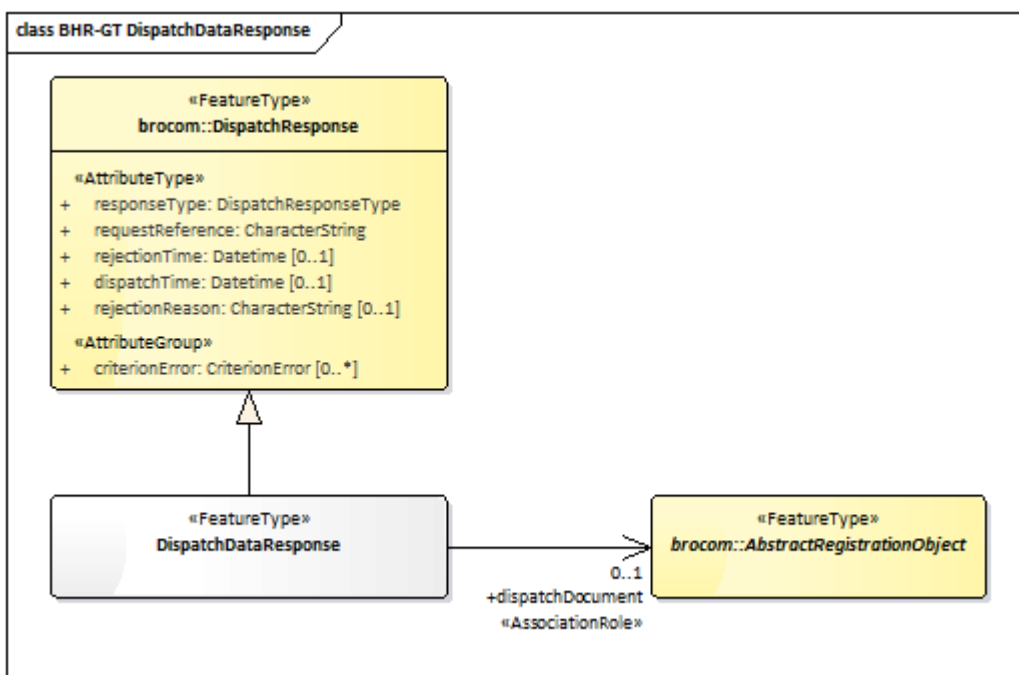 class BHR-GT DispatchDataResponse
«FeatureType»
brocom::DispatchResponse
«AttributeType»
+ responseType: DispatchResponseType
+ requestReference: CharacterString
+ rejectionTime: Datetime [0..1]
+ dispatchTime: Datetime [0..1]
+ rejectionReason: CharacterString [0..1]
«AttributeGroup»
+ criterionError: CriterionError [0..*]
«FeatureType»
DispatchDataResponse
«FeatureType»
brocom::AbstractRegistrationObject
0..1
+dispatchDocument
«AssociationRole»